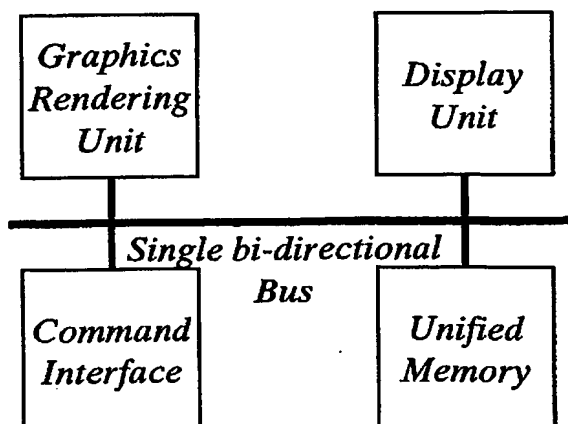 Graphics
Rendering
Unit
Display
Unit
Single bi-directional
Bus
Command
Interface
Unified
Memory